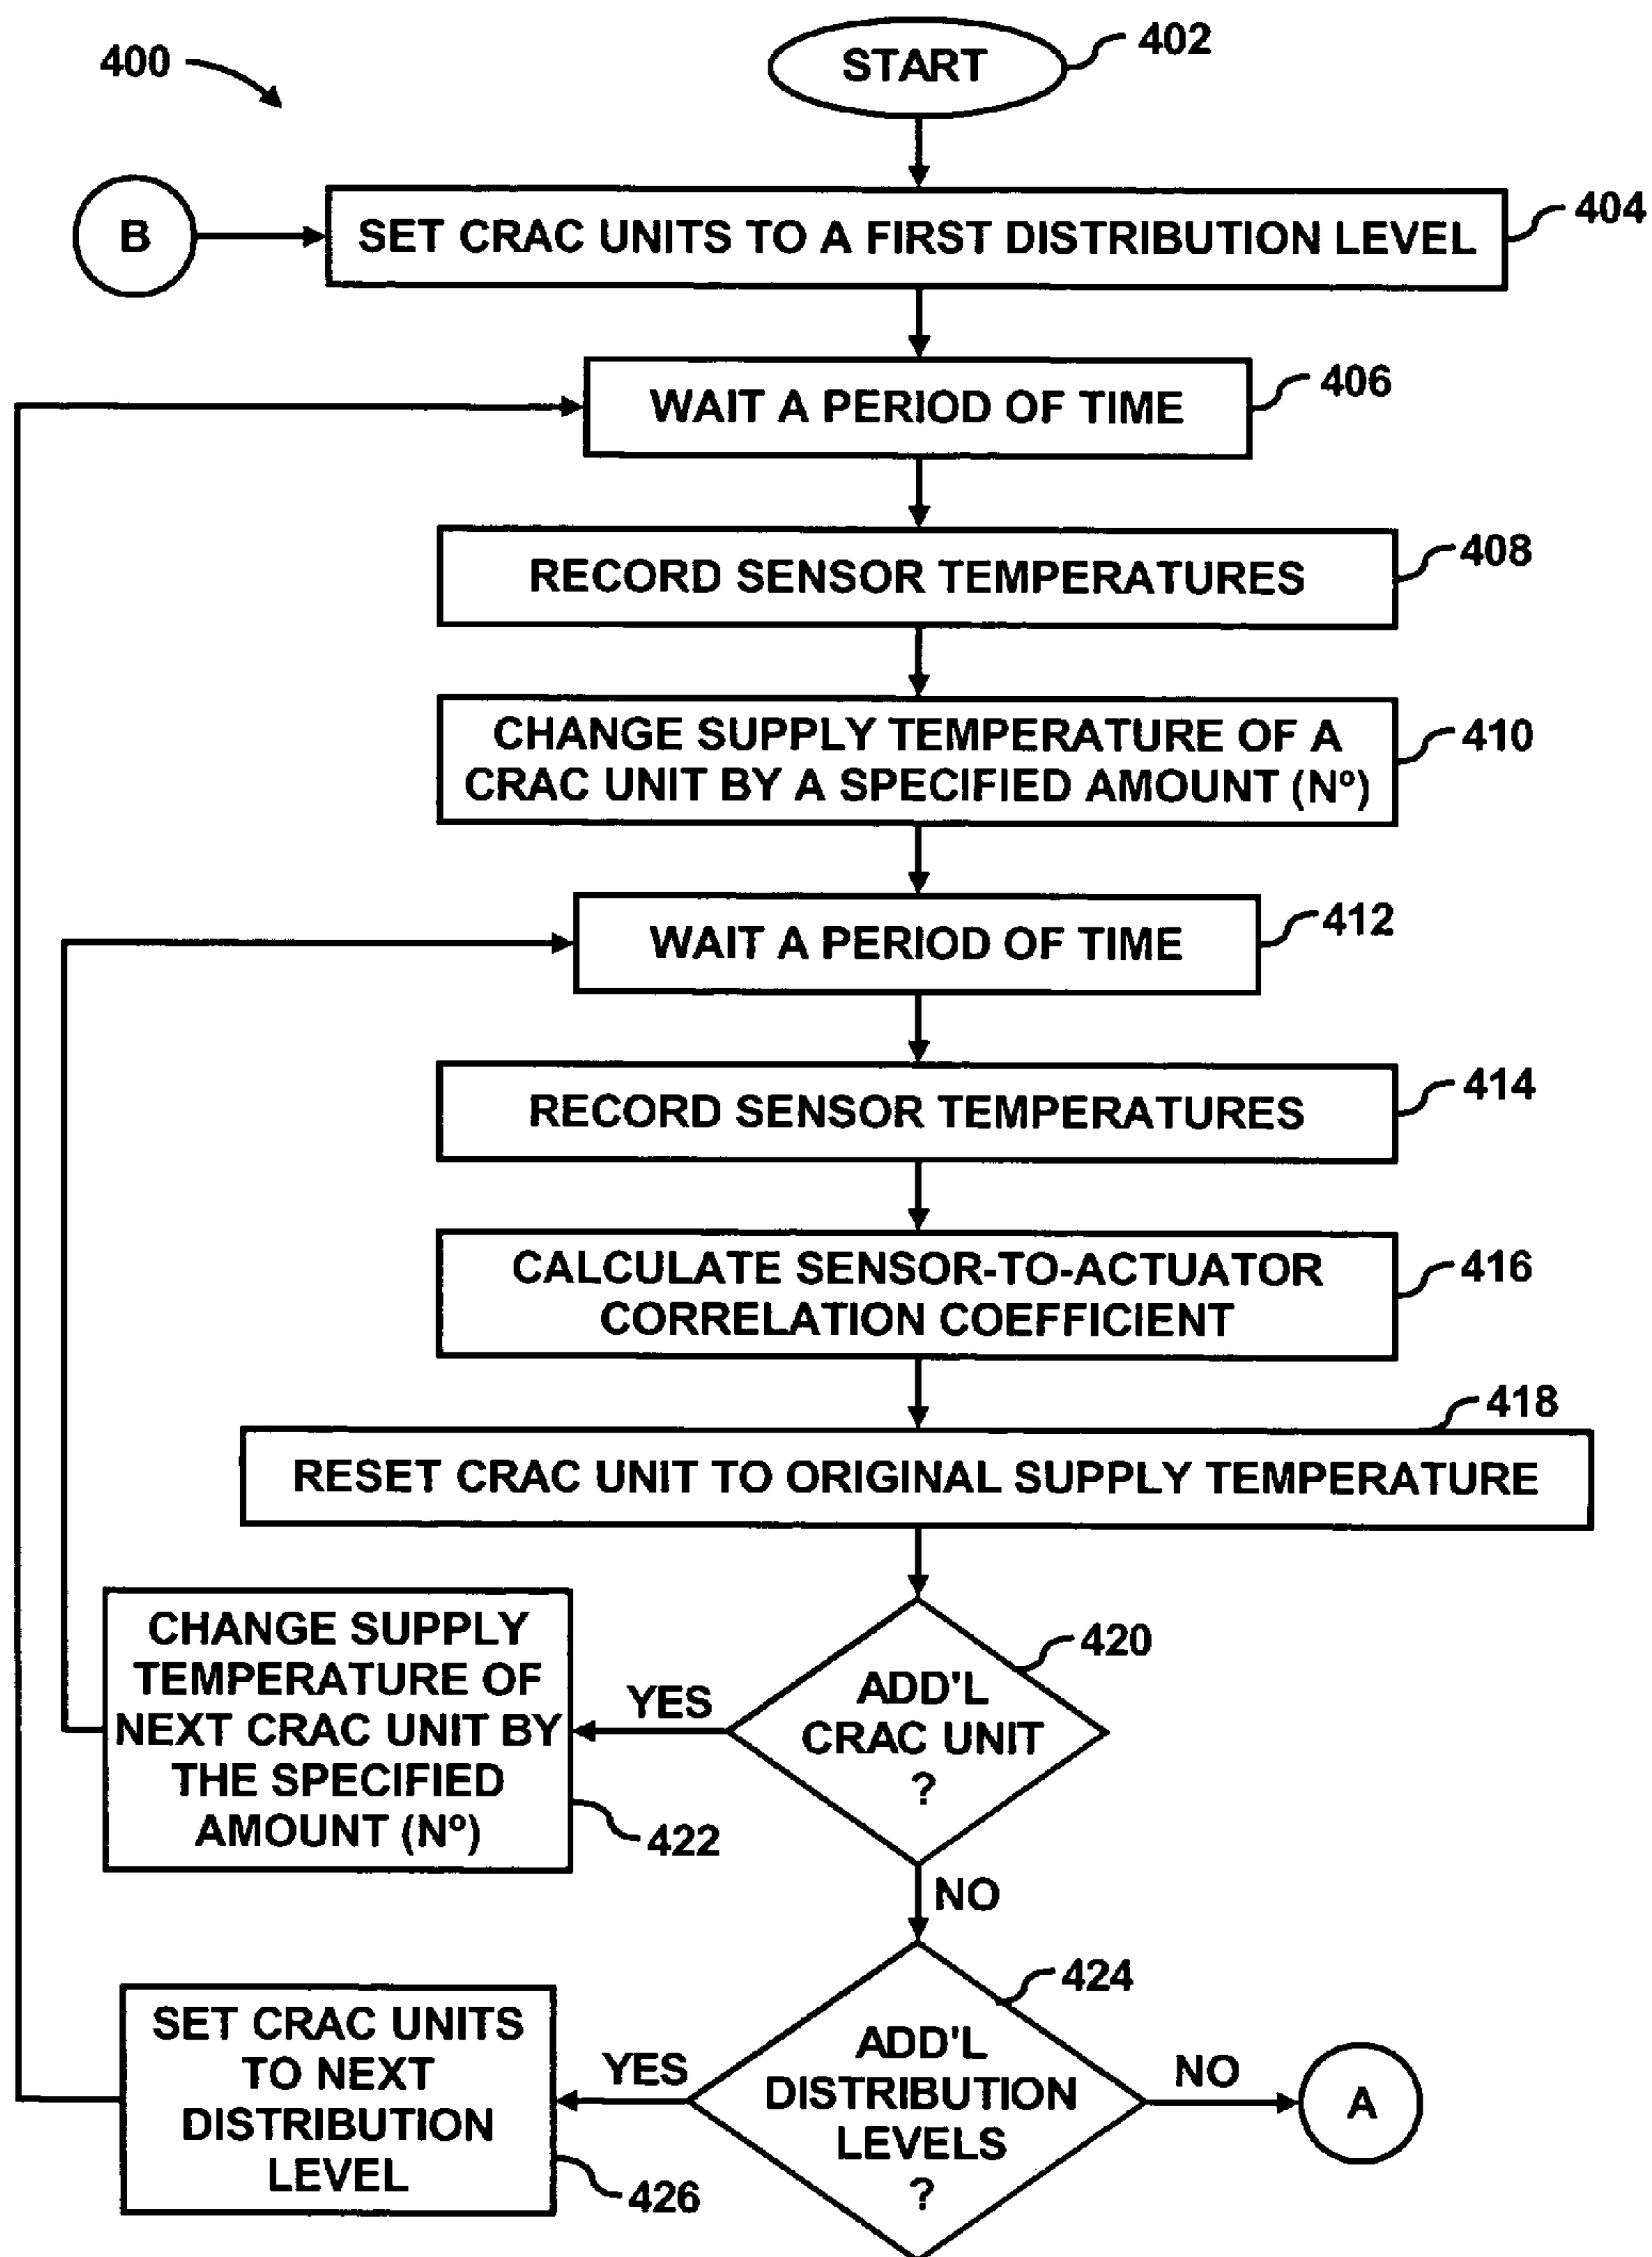 400
START
402
B
SET CRAC UNITS TO A FIRST DISTRIBUTION LEVEL
404
WAIT A PERIOD OF TIME
406
RECORD SENSOR TEMPERATURES
408
CHANGE SUPPLY TEMPERATURE OF A
CRAC UNIT BY A SPECIFIED AMOUNT (Nº)
410
WAIT A PERIOD OF TIME
412
RECORD SENSOR TEMPERATURES
414
CALCULATE SENSOR-TO-ACTUATOR
CORRELATION COEFFICIENT
416
RESET CRAC UNIT TO ORIGINAL SUPPLY TEMPERATURE
418
ADD'L
CRAC UNIT
?
420
YES
CHANGE SUPPLY
TEMPERATURE OF
NEXT CRAC UNIT BY
THE SPECIFIED
AMOUNT (Nº)
422
NO
ADD'L
DISTRIBUTION
LEVELS
?
424
YES
SET CRAC UNITS
TO NEXT
DISTRIBUTION
LEVEL
426
NO
A